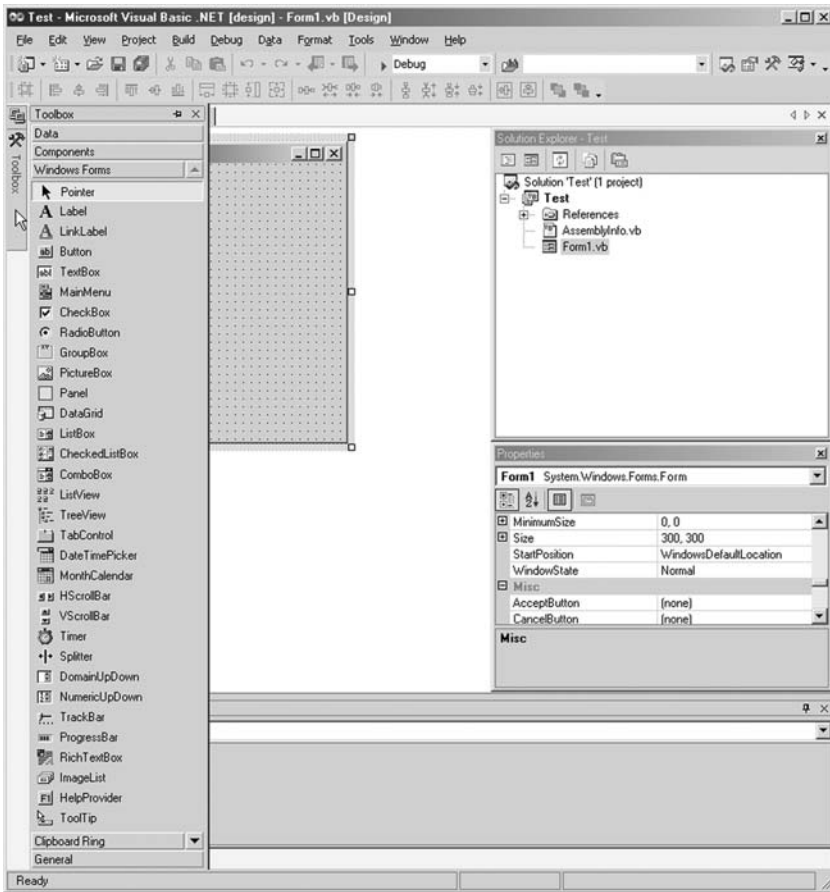 Test - Microsoft Visual Basic .NET [design] - Form1.vb [Design]
File Edit View Project Build Debug Data Format Tools Window Help
Debug
Toolbox
Toolbox
Data
Components
Windows Forms
Pointer
A Label
A LinkLabel
ab Button
abl TextBox
MainMenu
CheckBox
RadioButton
GroupBox
PictureBox
Panel
DataGrid
ListBox
CheckedListBox
ComboBox
ListView
TreeView
TabControl
DateTimePicker
MonthCalendar
HScrollBar
VScrollBar
Timer
Splitter
DomainUpDown
NumericUpDown
TrackBar
ProgressBar
RichTextBox
ImageList
F1 HelpProvider
ToolTip
Clipboard Ring
General
Solution Explorer - Test
Solution 'Test' (1 project)
Test
References
AssemblyInfo.vb
Form1.vb
Properties
Form1 System.Windows.Forms.Form
MinimumSize 0, 0
Size 300, 300
StartPosition WindowsDefaultLocation
WindowState Normal
Misc
AcceptButton (none)
CancelButton (none)
Misc
Ready